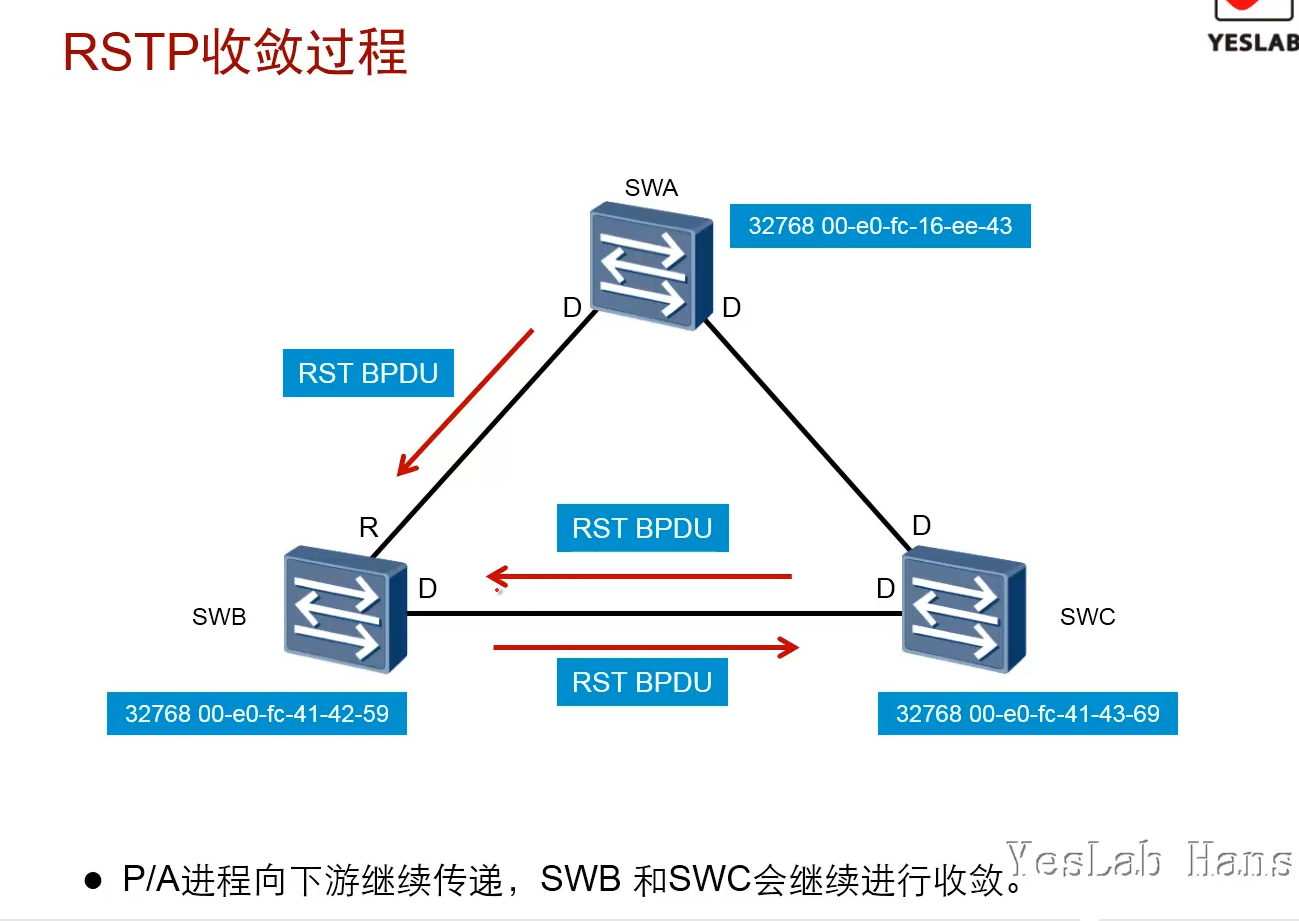 RSTP收敛过程
YESLAB
SWA
32768 00-e0-fc-16-ee-43
D
D
RST BPDU
RST BPDU
R
D
D
D
SWB
SWC
RST BPDU
32768 00-e0-fc-41-42-59
32768 00-e0-fc-41-43-69
● P/A进程向下游继续传递，SWB 和SWC会继续进行收敛。
YesLab Hans